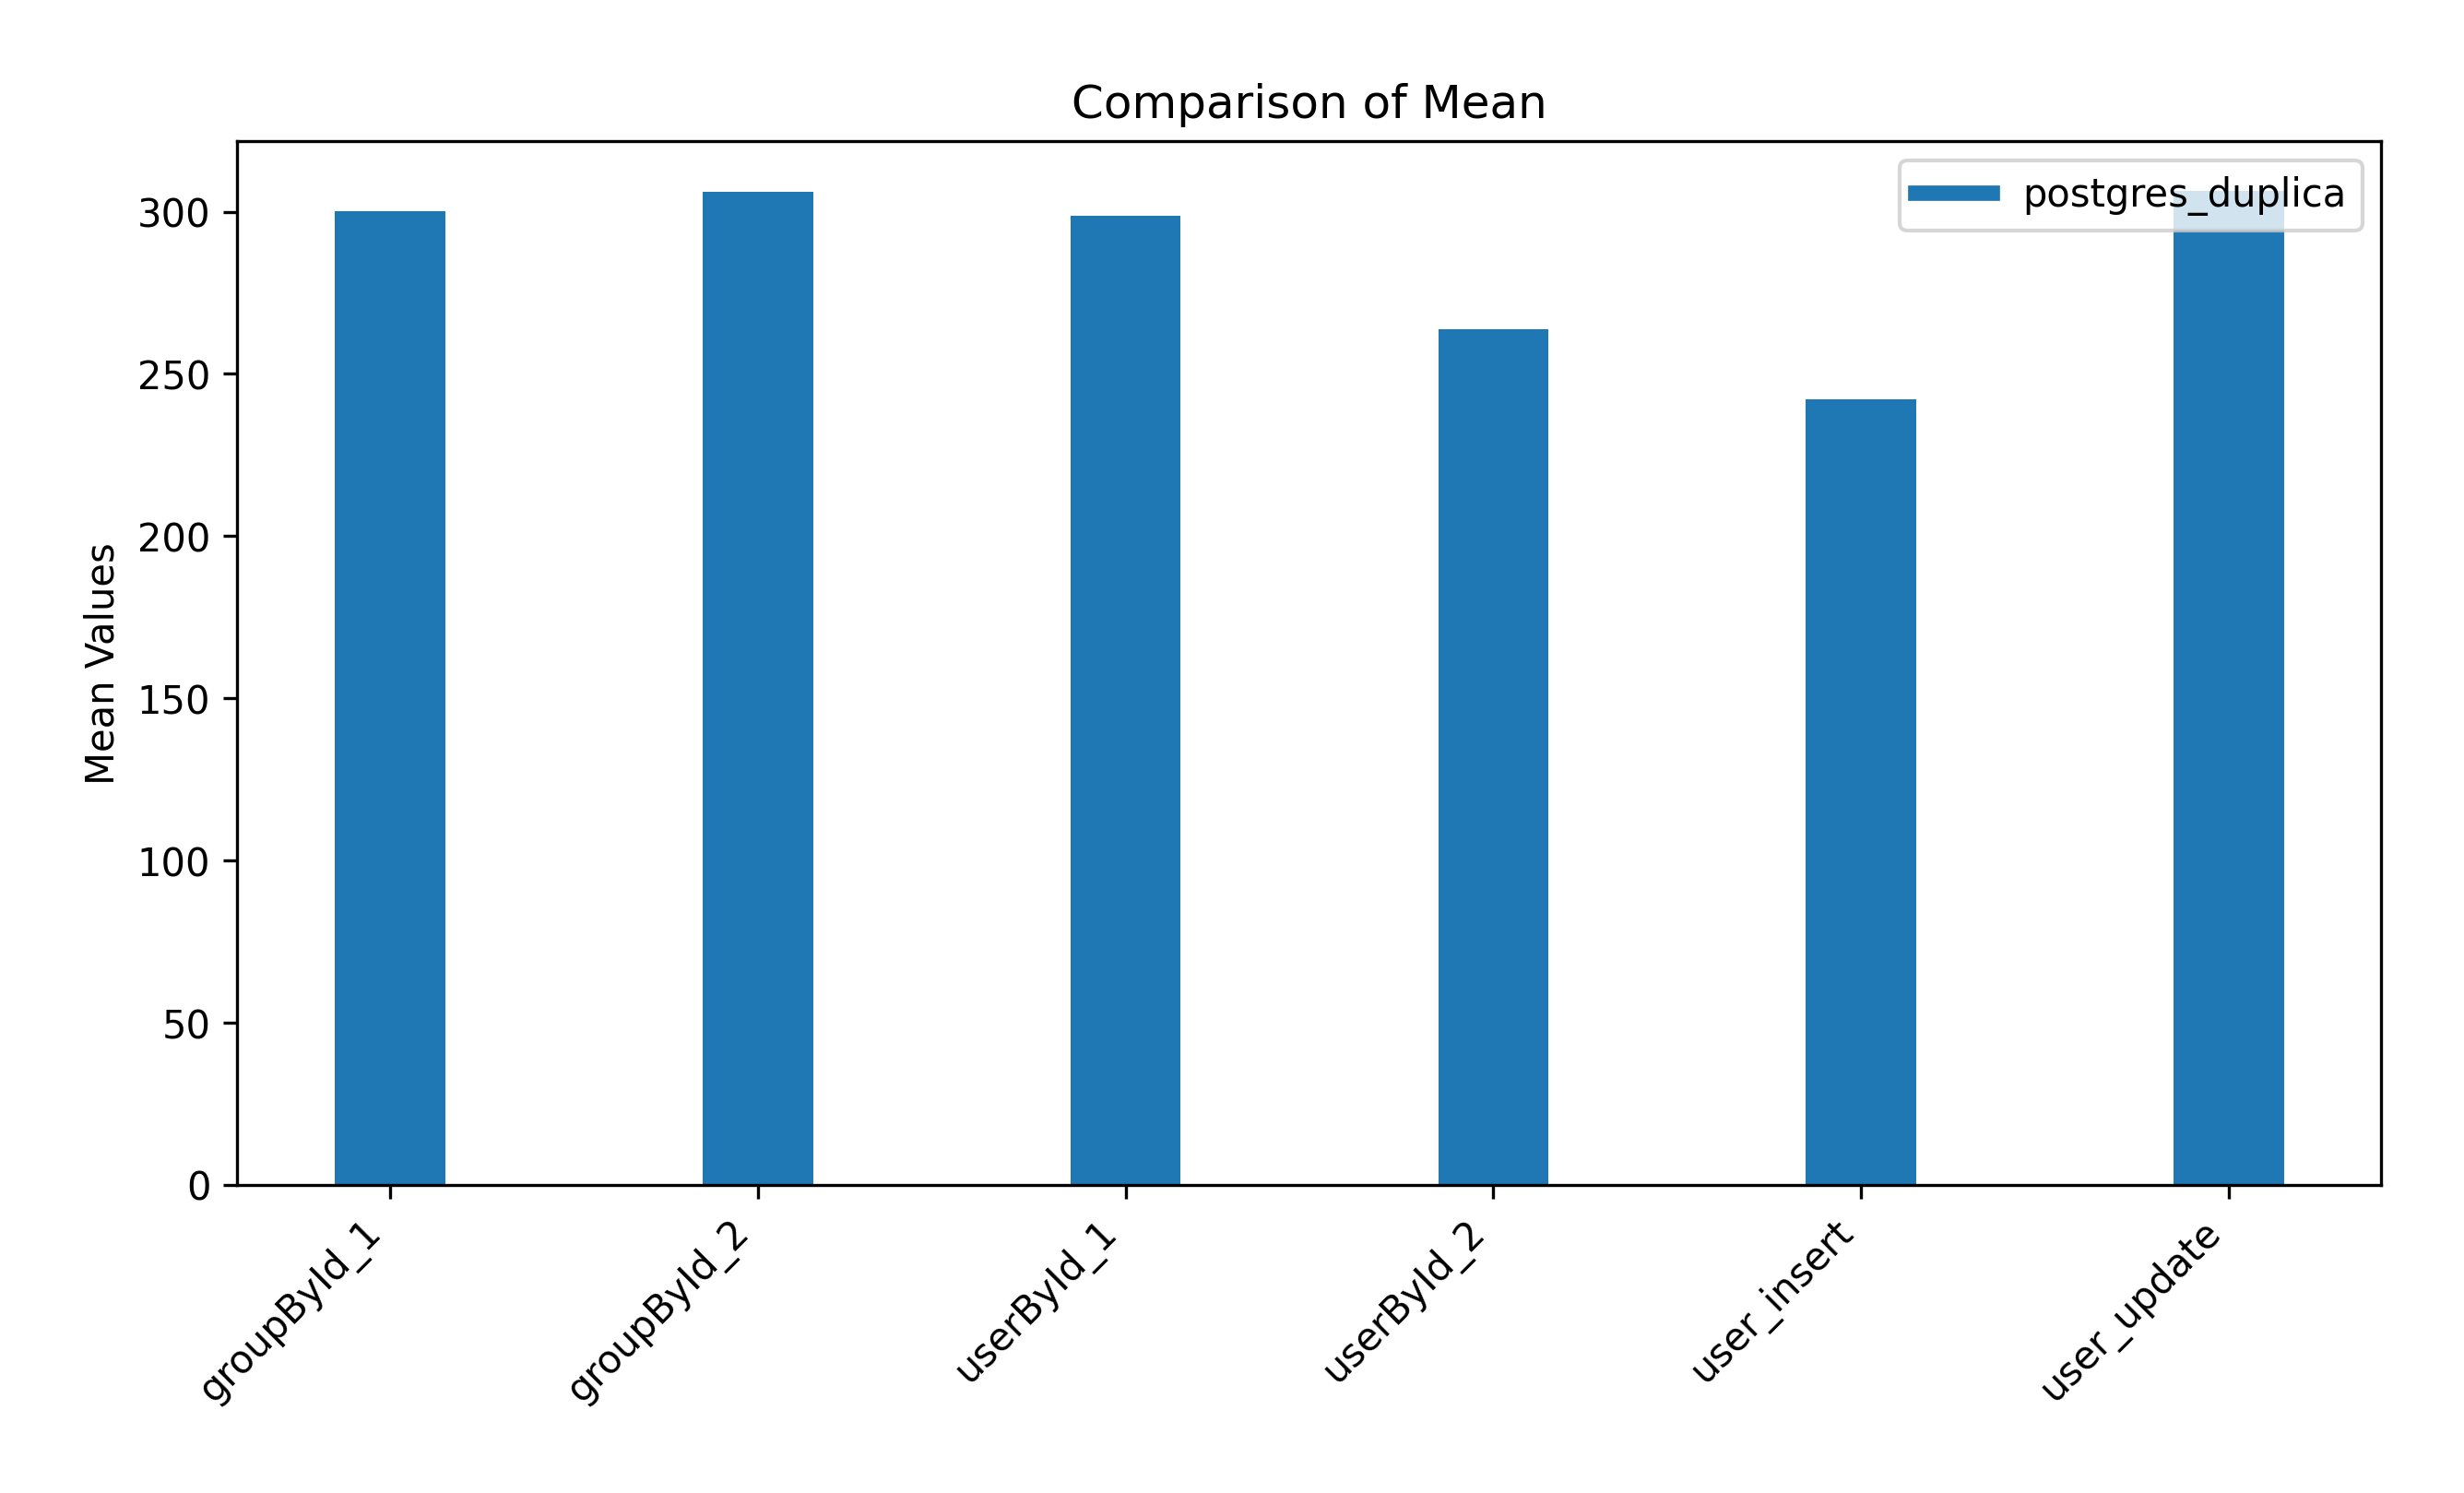 Comparison of Mean
postgres_duplica
Mean Values
300
250
200
150
100
50
0
groupById_1
groupById_2
userById_1
userById_2
user_insert
user_update